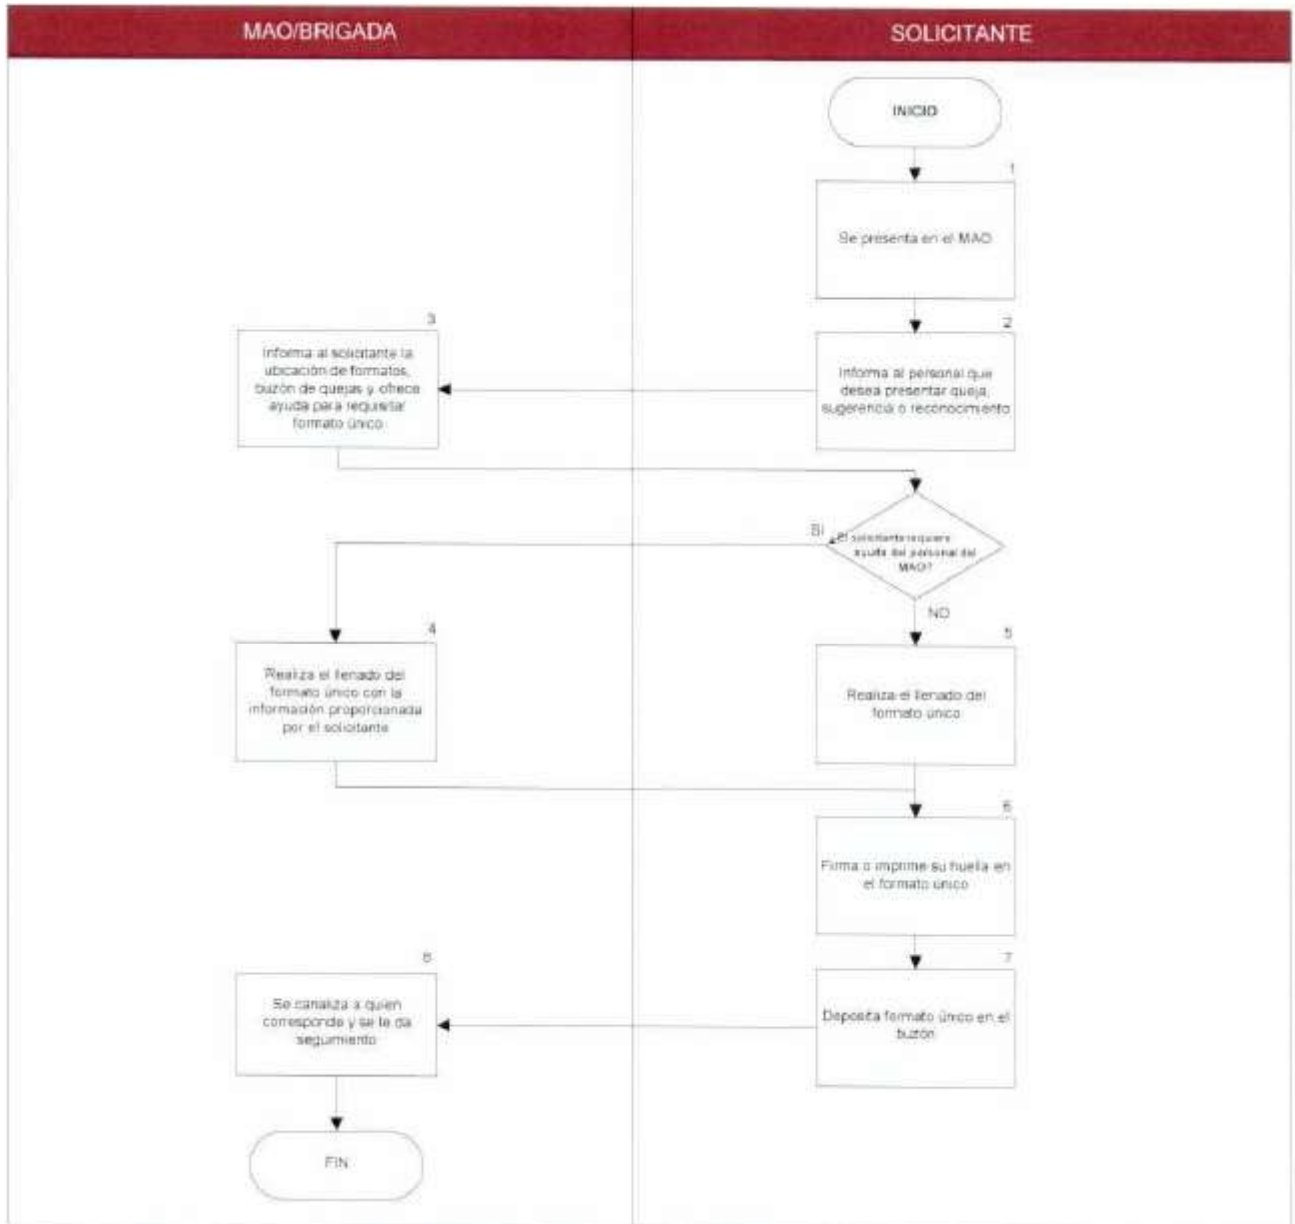 MAO/BRIGADA
SOLICITANTE
INICIO
1
Se presenta en el MAO
2
Informa al personal que
desea presentar queja,
sugerencia o reconocimiento
3
Informa al solicitante la
ubicación de formatos,
buzón de quejas y ofrece
ayuda para requisitar
formato único
¿El solicitante requiere
ayuda del personal del
MAO?
SI
NO
4
Realiza el llenado del
formato único con la
información proporcionada
por el solicitante
5
Realiza el llenado del
formato único
6
Firma o imprime su huella en
el formato único
7
Deposita formato único en el
buzón
Se canaliza a quien
corresponde y se le da
seguimiento
FIN